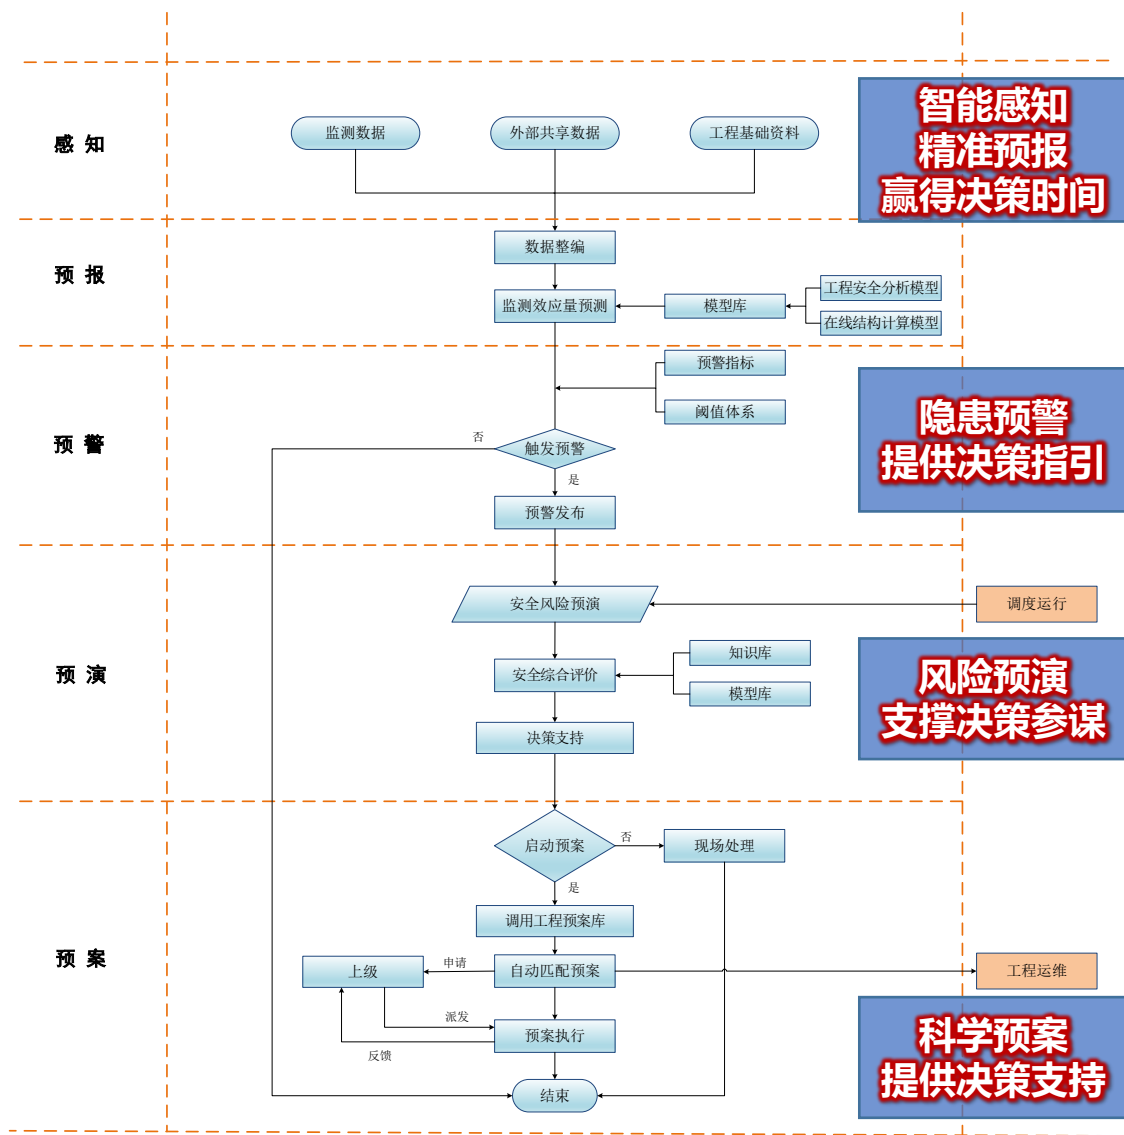 感 知
监测数据
外部共享数据
工程基础资料
智能感知
精准预报
赢得决策时间
预 报
数据整编
监测效应量预测
模型库
工程安全分析模型
在线结构计算模型
预 警
预警指标
阈值体系
否
触发预警
是
预警发布
隐患预警
提供决策指引
预 演
安全风险预演
调度运行
安全综合评价
知识库
模型库
决策支持
风险预演
支撑决策参谋
预 案
启动预案
否
现场处理
是
调用工程预案库
上级
申请
自动匹配预案
工程运维
派发
预案执行
反馈
结束
科学预案
提供决策支持